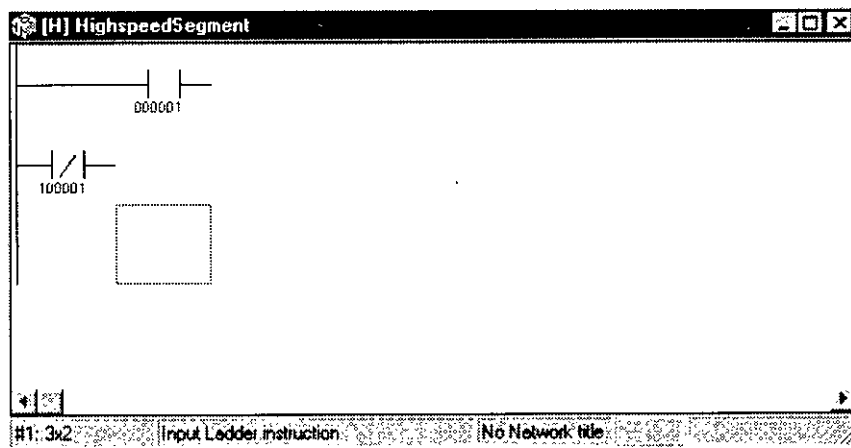 [H] HighspeedSegment
000001
100001
#1: 3x2 Input Ladder instruction No Network title